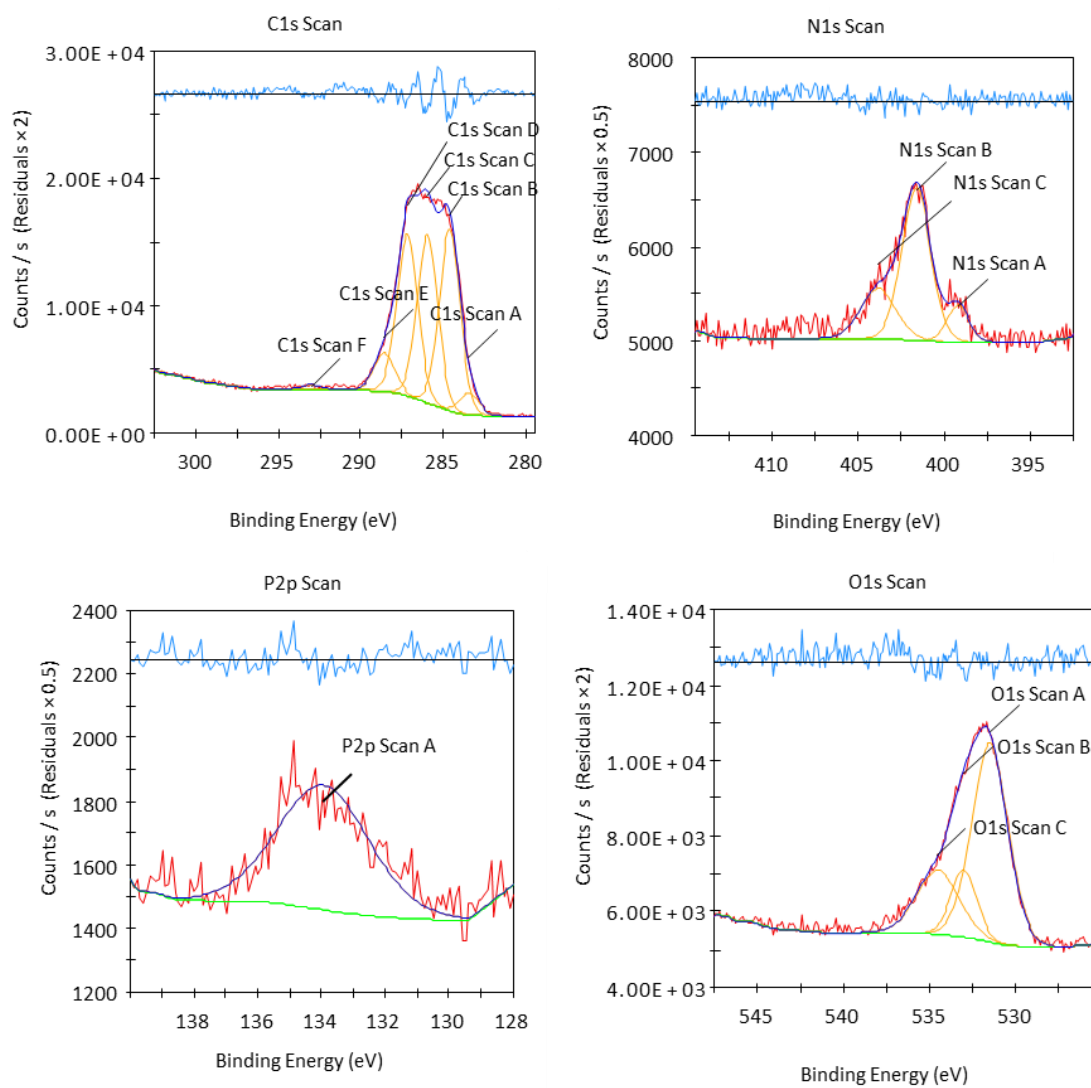 C1s Scan
3.00E + 04
2.00E + 04
1.00E + 04
0.00E + 00
Counts / s (Residuals × 2)
C1s Scan D
C1s Scan C
C1s Scan B
C1s Scan E
C1s Scan A
C1s Scan F
300 295 290 285 280
Binding Energy (eV)
N1s Scan
8000
7000
6000
5000
4000
Counts / s (Residuals × 0.5)
N1s Scan B
N1s Scan C
N1s Scan A
410 405 400 395
Binding Energy (eV)
P2p Scan
2400
2200
2000
1800
1600
1400
1200
Counts / s (Residuals × 0.5)
P2p Scan A
138 136 134 132 130 128
Binding Energy (eV)
O1s Scan
1.40E + 04
1.20E + 04
1.00E + 04
8.00E + 03
6.00E + 03
4.00E + 03
Counts / s (Residuals × 2)
O1s Scan A
O1s Scan B
O1s Scan C
545 540 535 530
Binding Energy (eV)